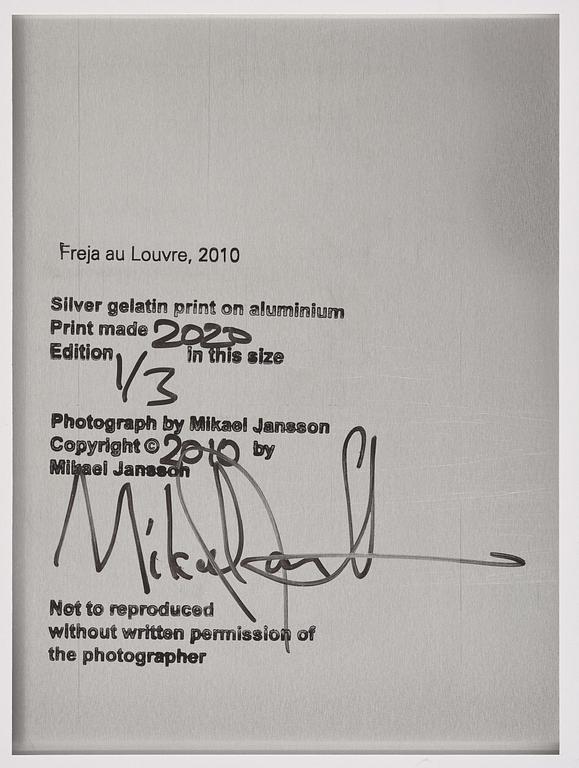 Freja au Louvre, 2010
Silver gelatin print on aluminium
Print made 2020
Edition 1/3 in this size
Photograph by Mikael Jansson
Copyright © 2010 by
Mikael Jansson
Not to reproduced
without written permission of
the photographer